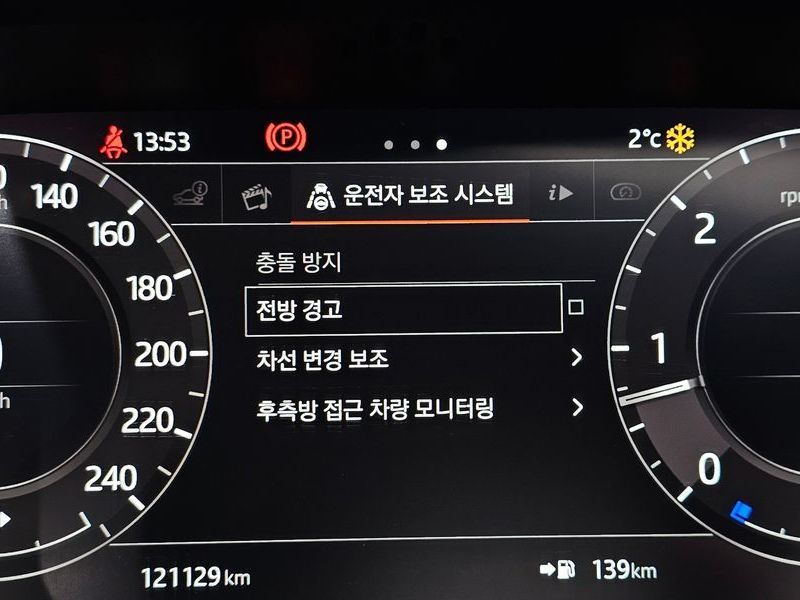 13:53
P
2°C
운전자 보조 시스템
i
충돌 방지
전방 경고
차선 변경 보조
후측방 접근 차량 모니터링
140
160
180
200
220
240
2
1
0
121129 km
139km